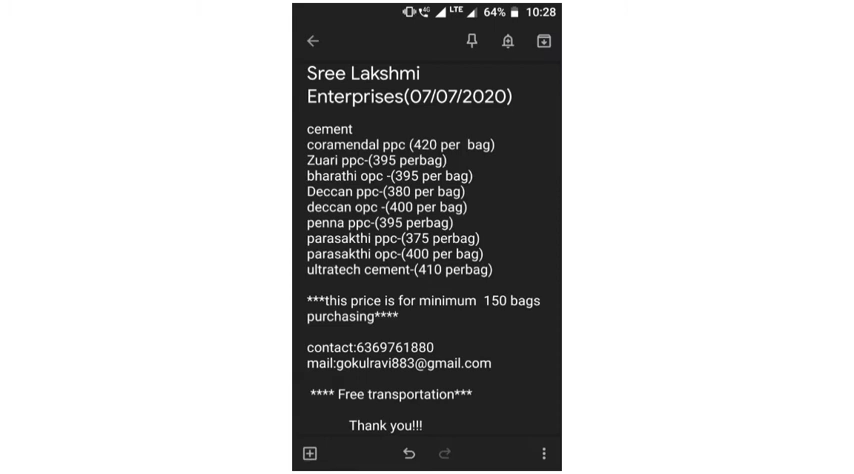 4G LTE 64% 10:28
Sree Lakshmi
Enterprises(07/07/2020)
cement
coramendal ppc (420 per  bag)
Zuari ppc-(395 perbag)
bharathi opc -(395 per bag)
Deccan ppc-(380 per bag)
deccan opc -(400 per bag)
penna ppc-(395 perbag)
parasakthi ppc-(375 perbag)
parasakthi opc-(400 per bag)
ultratech cement-(410 perbag)
***this price is for minimum  150 bags
purchasing****
contact:6369761880
mail:gokulravi883@gmail.com
**** Free transportation***
Thank you!!!